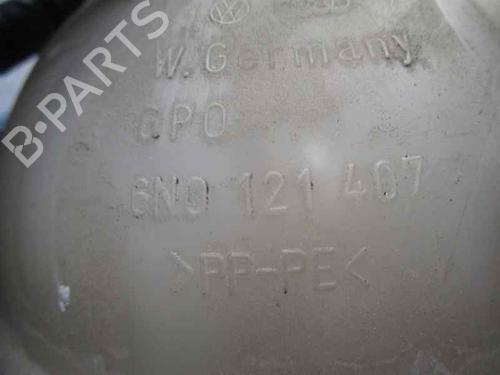 W.Germany
GPO
6N0 121 407
>PP-PE<
B-PARTS